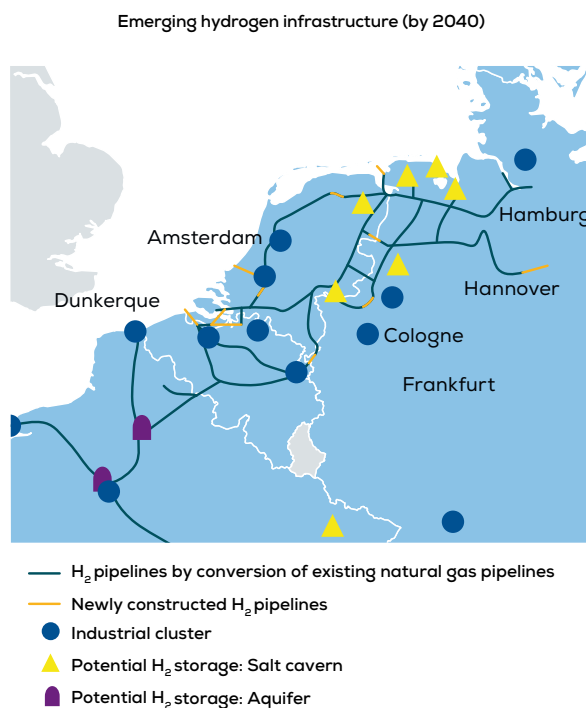 Emerging hydrogen infrastructure (by 2040)
Hamburg
Amsterdam
Hannover
Dunkerque
Cologne
Frankfurt
H₂ pipelines by conversion of existing natural gas pipelines
Newly constructed H₂ pipelines
Industrial cluster
Potential H₂ storage: Salt cavern
Potential H₂ storage: Aquifer